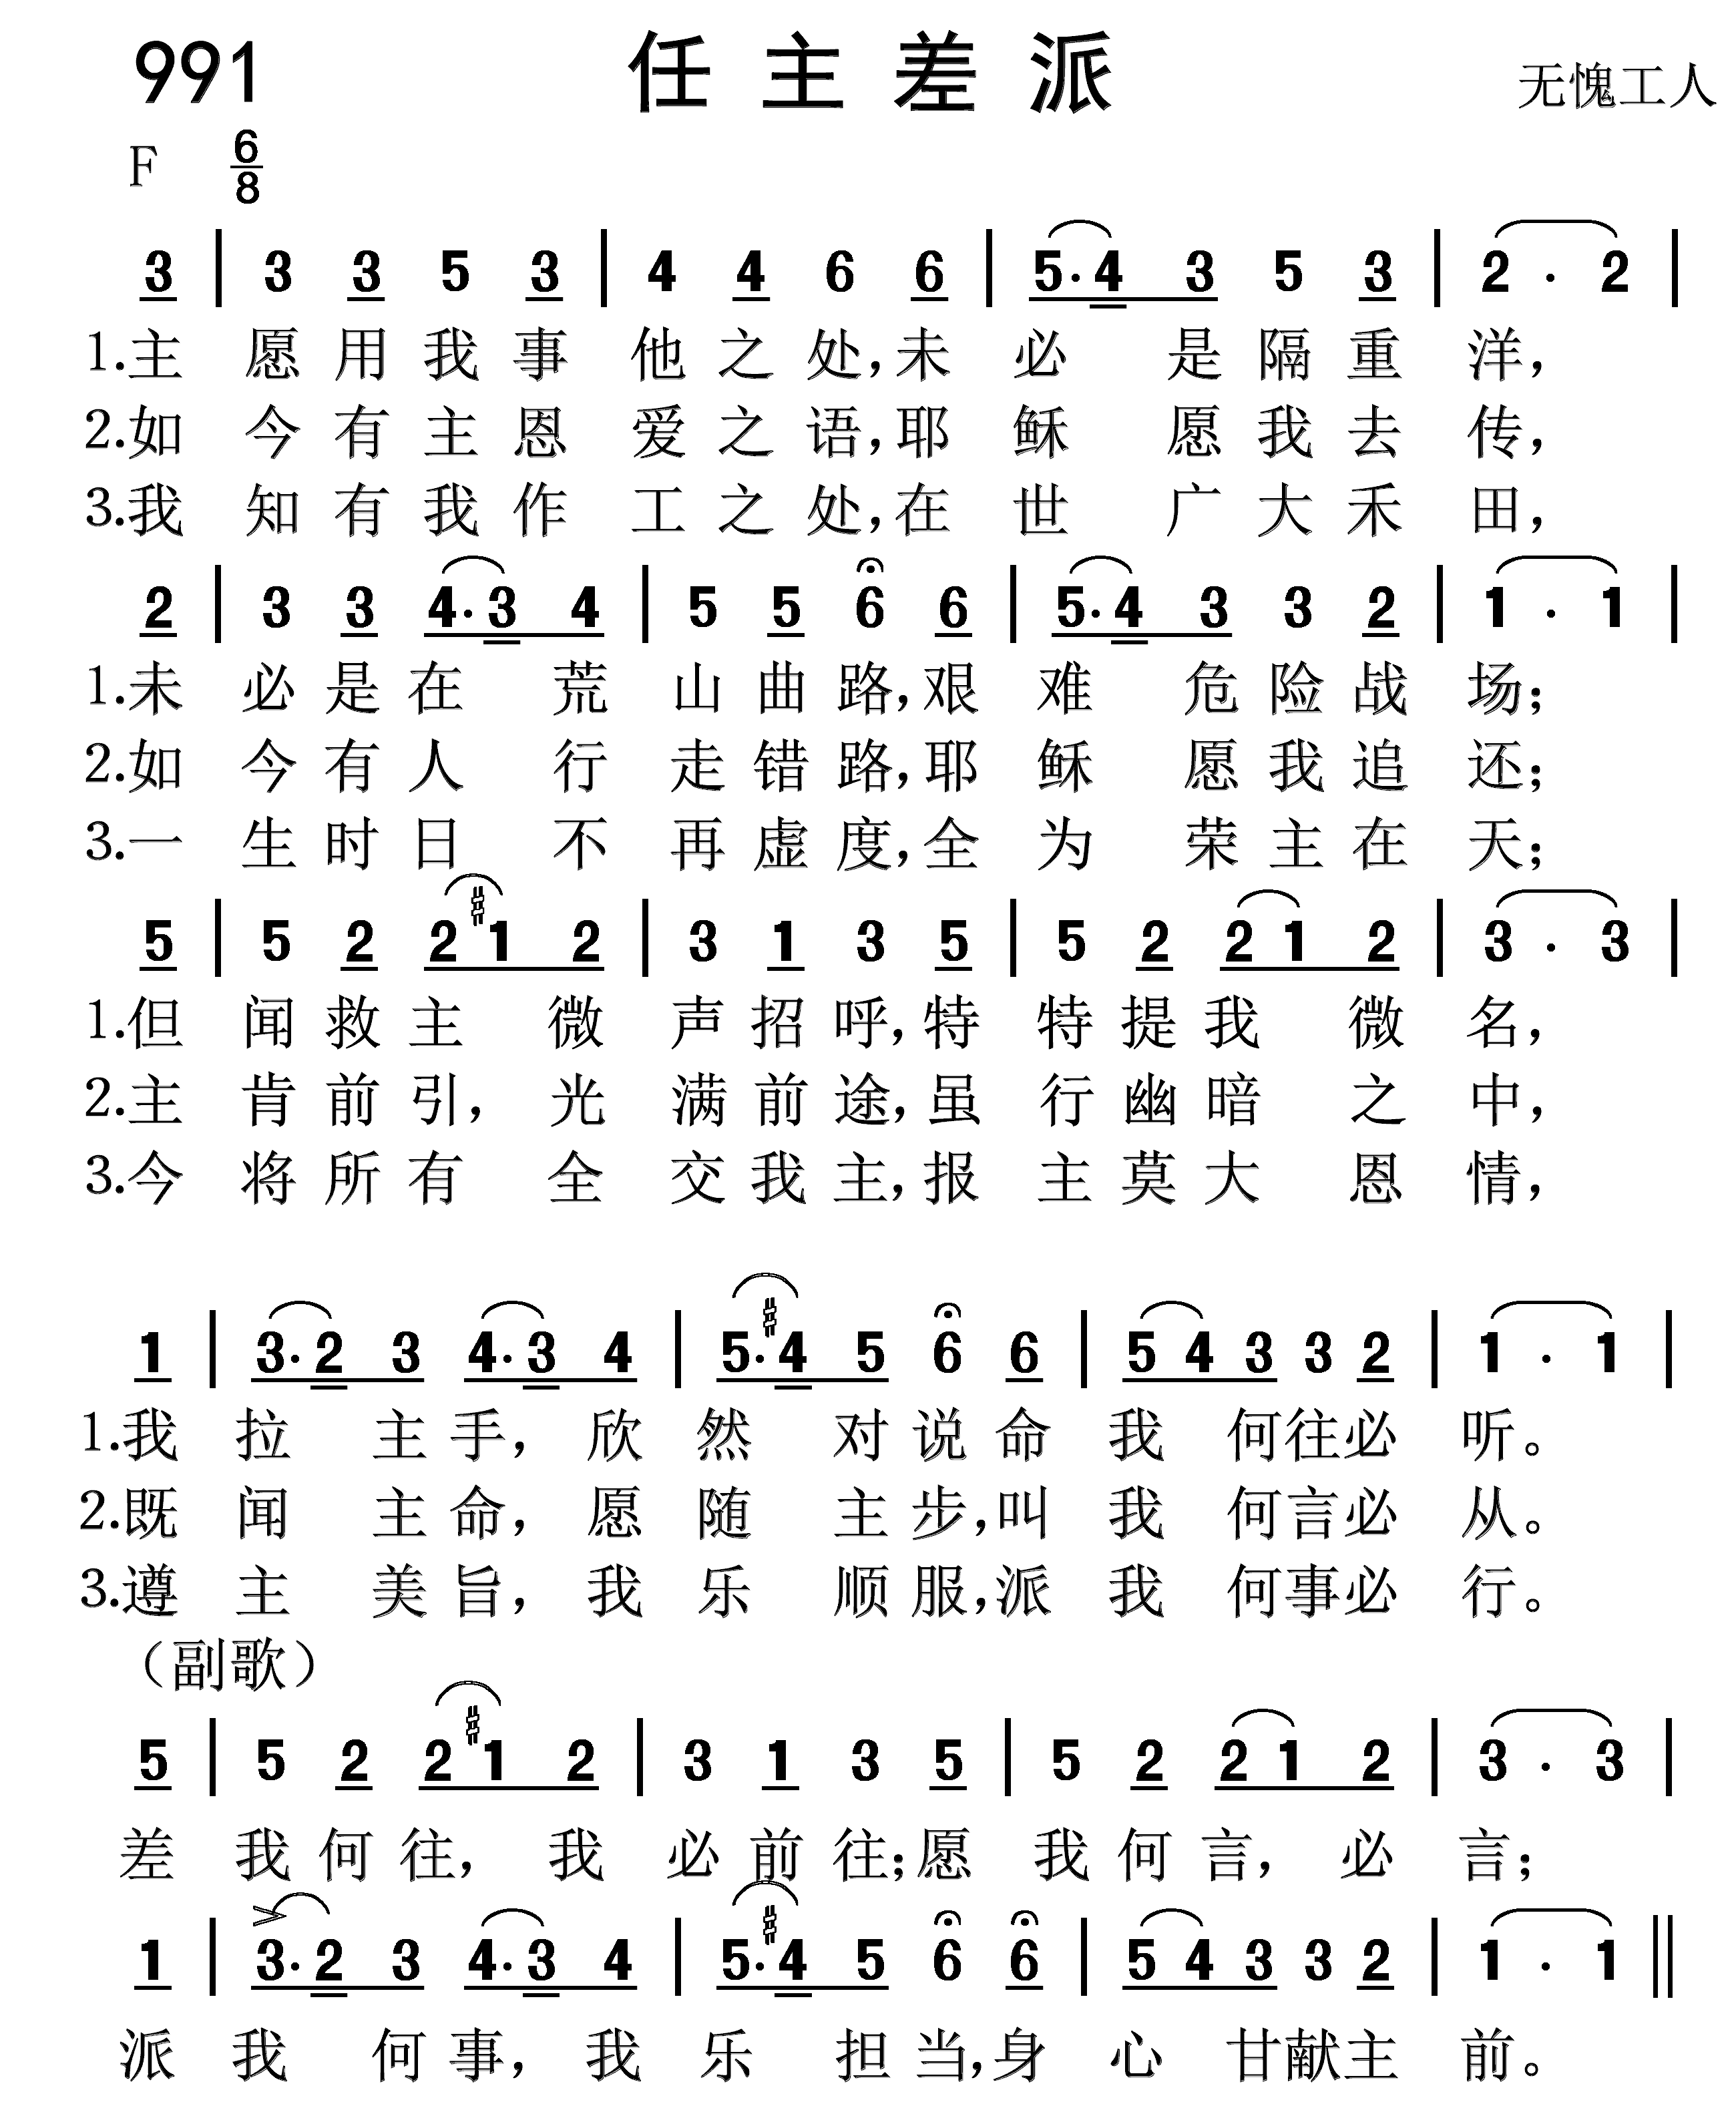 991 任主差派 无愧工人
F 6/8
3 | 3 3 5 3 | 4 4 6 6 | 5· 4 3 5 3 | 2 · 2 |
1.主愿用我事他之处,未必是隔重洋,
2.如今有主恩爱之语,耶稣愿我去传,
3.我知有我作工之处,在世广大禾田,
2 | 3 3 4· 3 4 | 5 5 6 6 | 5· 4 3 3 2 | 1 · 1 |
1.未必是在荒山曲路,艰难危险战场;
2.如今有人行走错路,耶稣愿我追还;
3.一生时日不再虚度,全为荣主在天;
5 | 5 2 2 #1 2 | 3 1 3 5 | 5 2 2 1 2 | 3 · 3 |
1.但闻救主微声招呼,特特提我微名,
2.主肯前引,光满前途,虽行幽暗之中,
3.今将所有全交我主,报主莫大恩情,
1 | 3· 2 3 4· 3 4 | 5· #4 5 6 6 | 5 4 3 3 2 | 1 · 1 |
1.我拉主手,欣然对说命我何往必听。
2.既闻主命,愿随主步,叫我何言必从。
3.遵主美旨,我乐顺服,派我何事必行。
（副歌）
5 | 5 2 2 #1 2 | 3 1 3 5 | 5 2 2 1 2 | 3 · 3 |
差我何往,我必前往;愿我何言,必言;
1 | >3· 2 3 4· 3 4 | 5· #4 5 6 6 | 5 4 3 3 2 | 1 · 1 ||
派我何事,我乐担当,身心甘献主前。